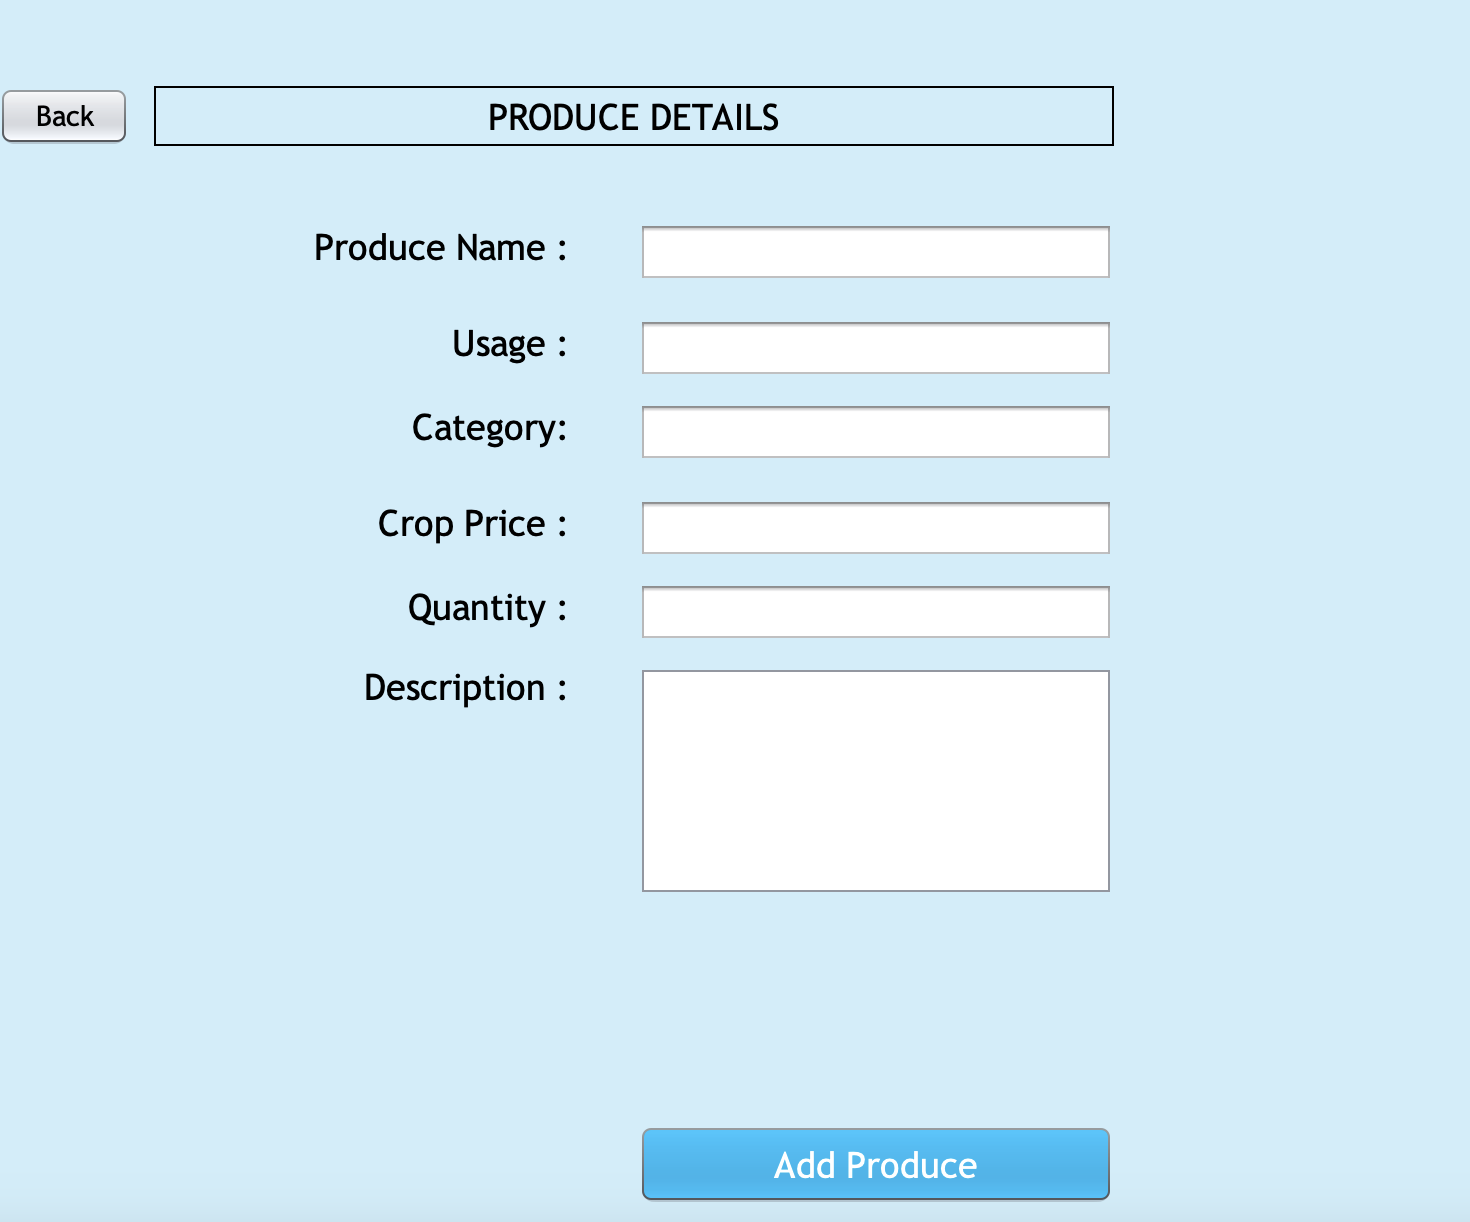 Back
PRODUCE DETAILS
Produce Name :
Usage :
Category:
Crop Price :
Quantity :
Description :
Add Produce